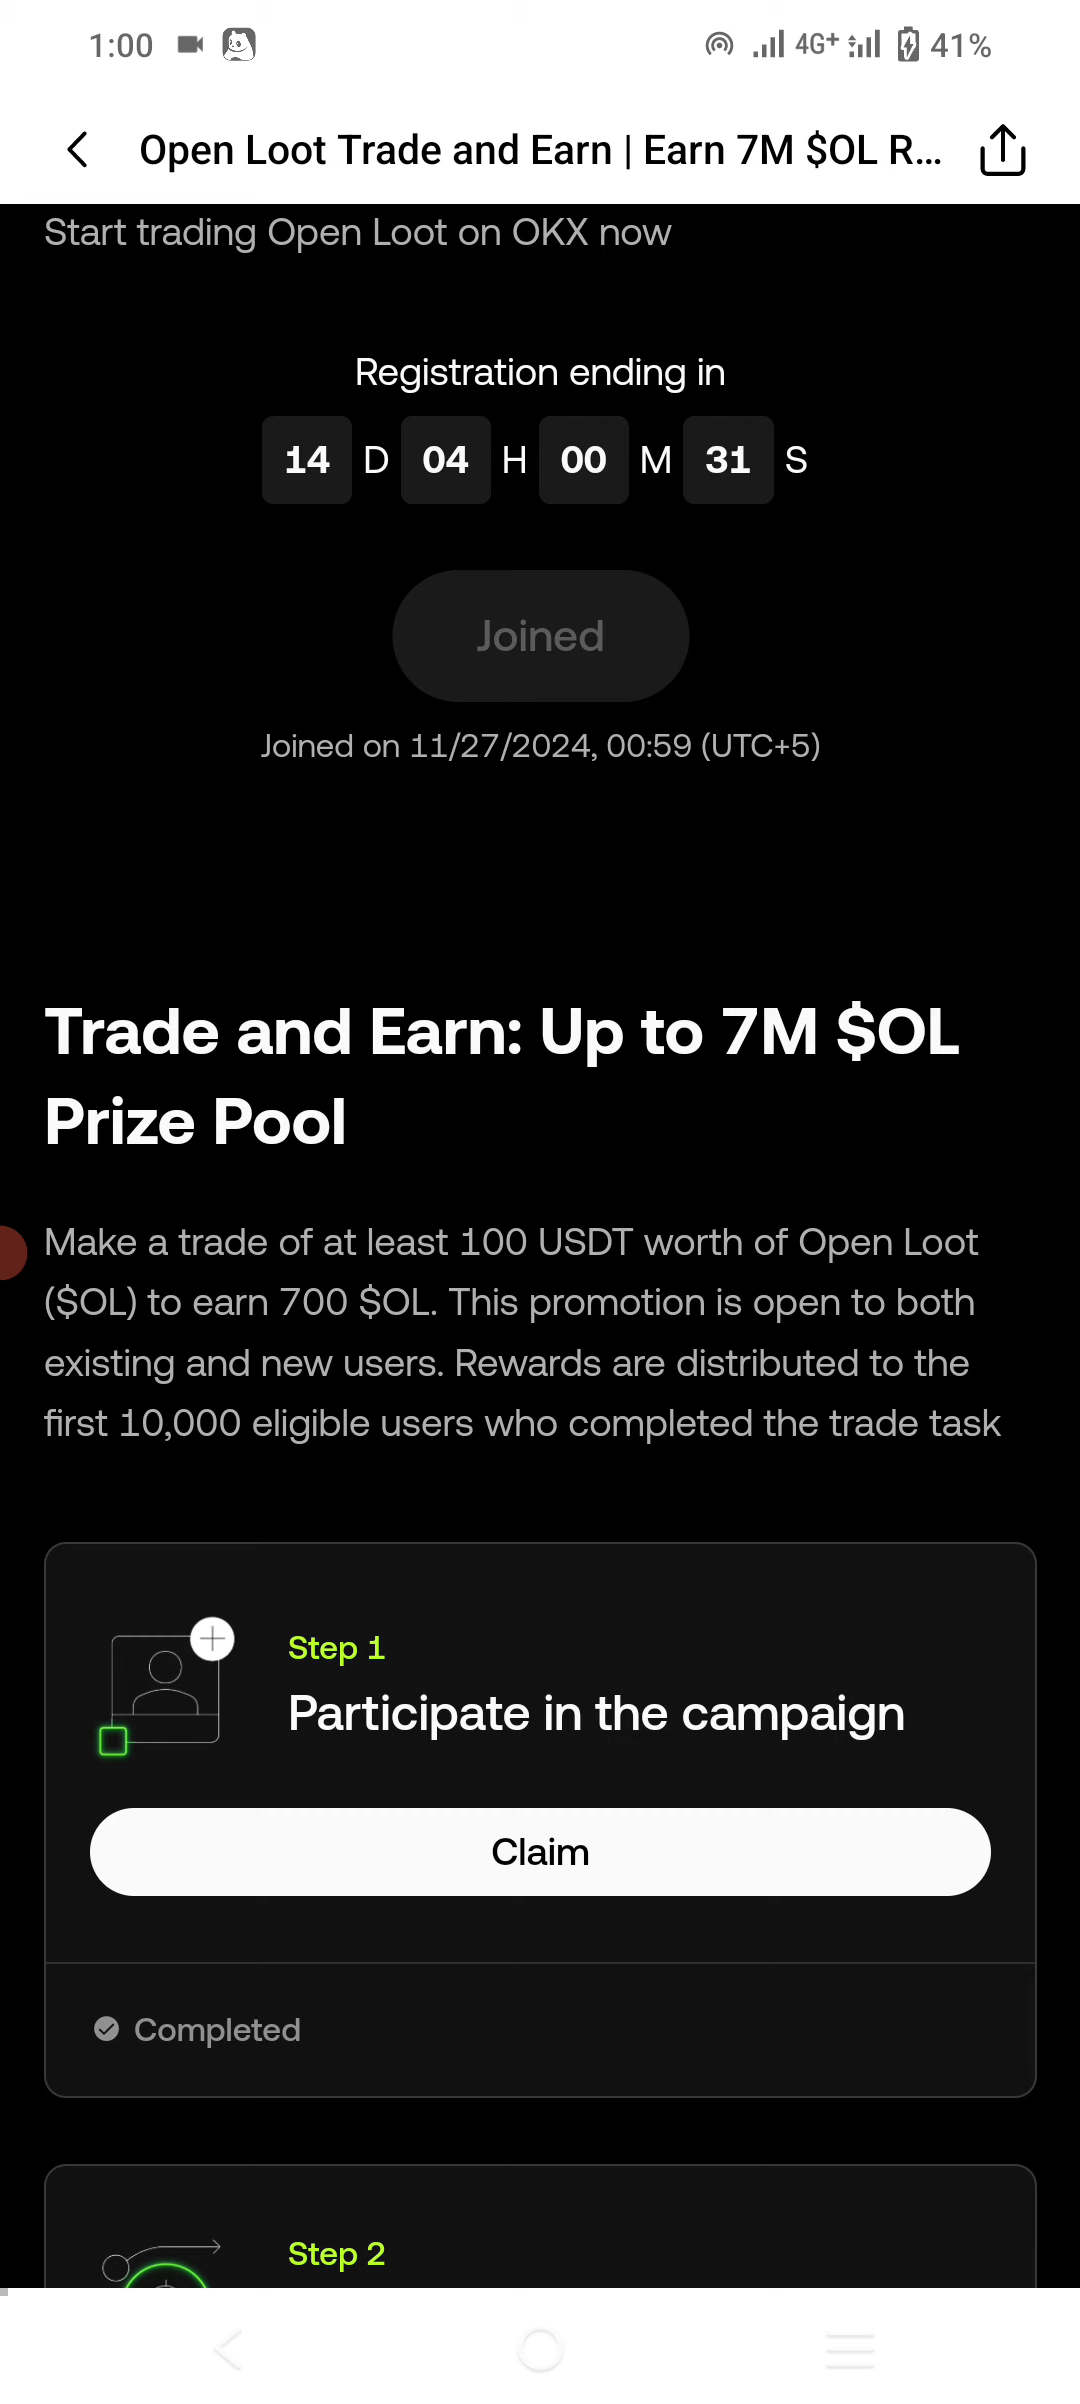 1:00 4G+ 41%
Open Loot Trade and Earn | Earn 7M $OL R...
Start trading Open Loot on OKX now
Registration ending in
14 D 04 H 00 M 31 S
Joined
Joined on 11/27/2024, 00:59 (UTC+5)
Trade and Earn: Up to 7M $OL
Prize Pool
Make a trade of at least 100 USDT worth of Open Loot
($OL) to earn 700 $OL. This promotion is open to both
existing and new users. Rewards are distributed to the
first 10,000 eligible users who completed the trade task
Step 1
Participate in the campaign
Claim
Completed
Step 2